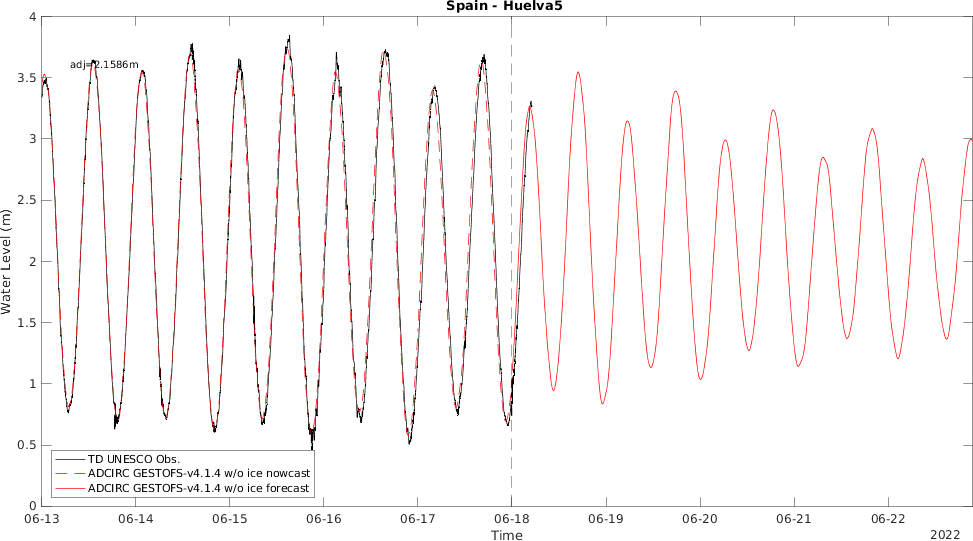 Spain - Huelva5
4
adj=2.1586m
3.5
3
2.5
2
1.5
1
0.5
0
Water Level (m)
TD UNESCO Obs.
ADCIRC GESTOFS-v4.1.4 w/o ice nowcast
ADCIRC GESTOFS-v4.1.4 w/o ice forecast
06-13 06-14 06-15 06-16 06-17 06-18 06-19 06-20 06-21 06-22
Time
2022